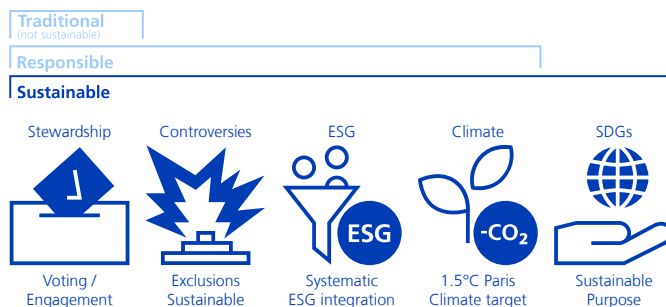 Traditional
(not sustainable)
Responsible
Sustainable
Stewardship Controversies ESG Climate SDGs
ESG -CO₂
Voting / Exclusions Systematic 1.5°C Paris Sustainable
Engagement Sustainable ESG integration Climate target Purpose